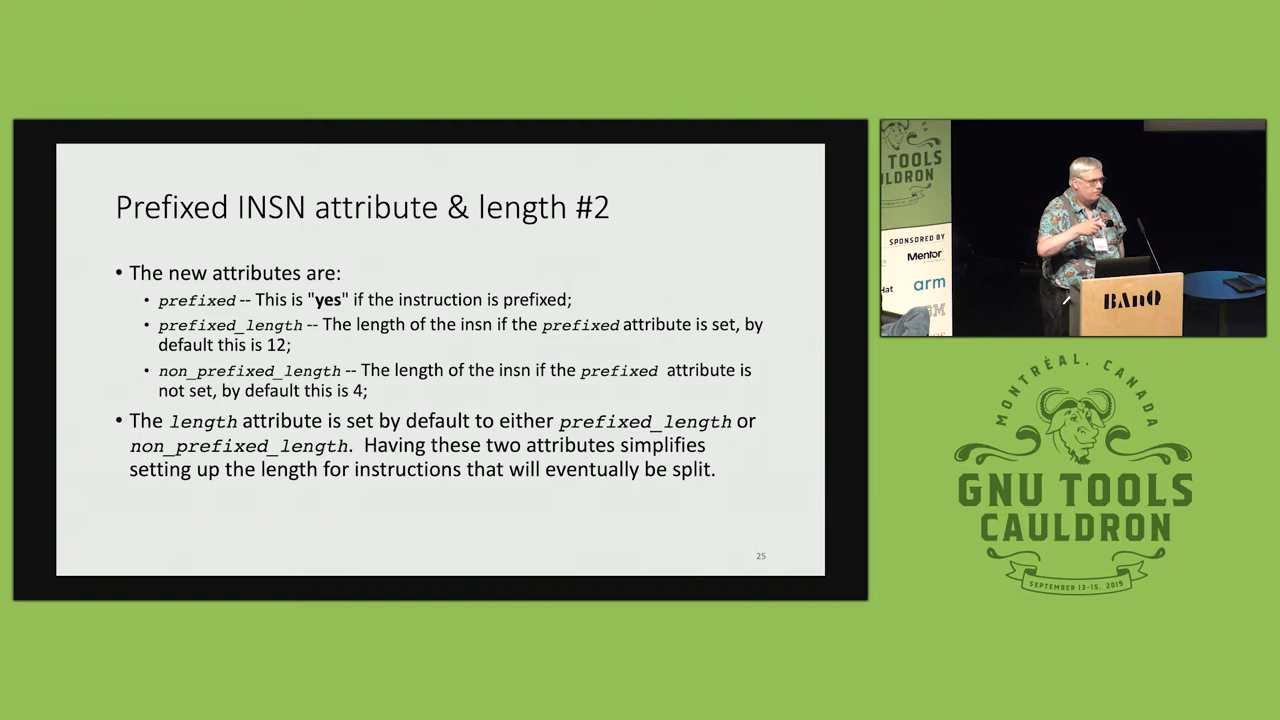 Prefixed INSN attribute & length #2
• The new attributes are:
• prefixed -- This is "yes" if the instruction is prefixed;
• prefixed_length -- The length of the insn if the prefixed attribute is set, by
default this is 12;
• non_prefixed_length -- The length of the insn if the prefixed attribute is
not set, by default this is 4;
• The length attribute is set by default to either prefixed_length or
non_prefixed_length. Having these two attributes simplifies
setting up the length for instructions that will eventually be split.
25
TOOLS
CAULDRON
SPONSORED BY
Mentor
Hat
arm
BAnQ
MONTRÉAL, CANADA
GNU TOOLS
CAULDRON
SEPTEMBER 13-15, 2019